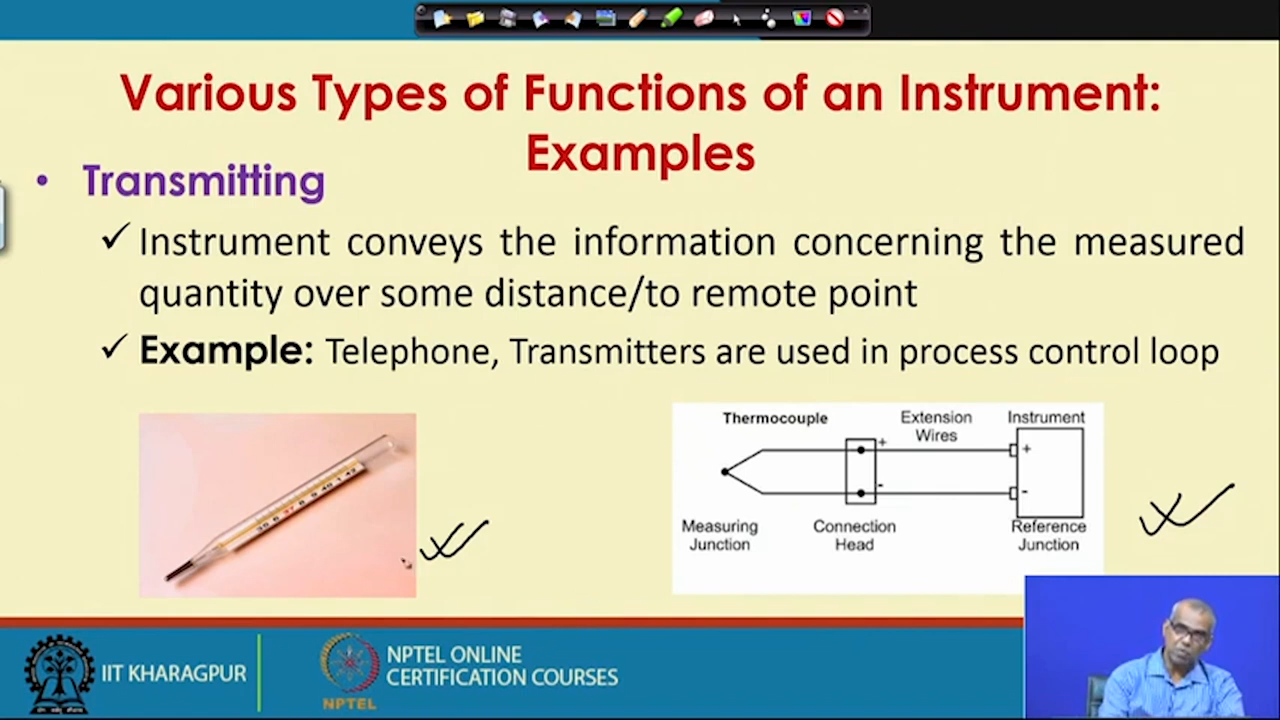 Various Types of Functions of an Instrument:
Examples
• Transmitting
✓ Instrument conveys the information concerning the measured
quantity over some distance/to remote point
✓ Example: Telephone, Transmitters are used in process control loop
Thermocouple
Extension
Wires
Instrument
+
+
-
-
Measuring
Junction
Connection
Head
Reference
Junction
IIT KHARAGPUR
NPTEL
NPTEL ONLINE
CERTIFICATION COURSES